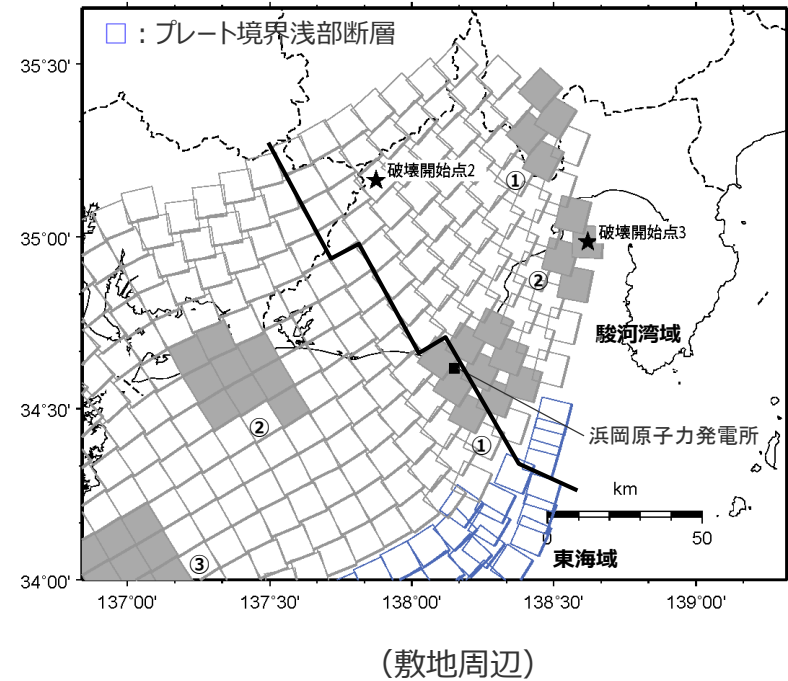 □：プレート境界浅部断層
35°30'
破壊開始点2
①
35°00'
破壊開始点3
②
駿河湾域
34°30'
②
①
浜岡原子力発電所
km
0
50
③
東海域
34°00'
137°00'
137°30'
138°00'
138°30'
139°00'
（敷地周辺）